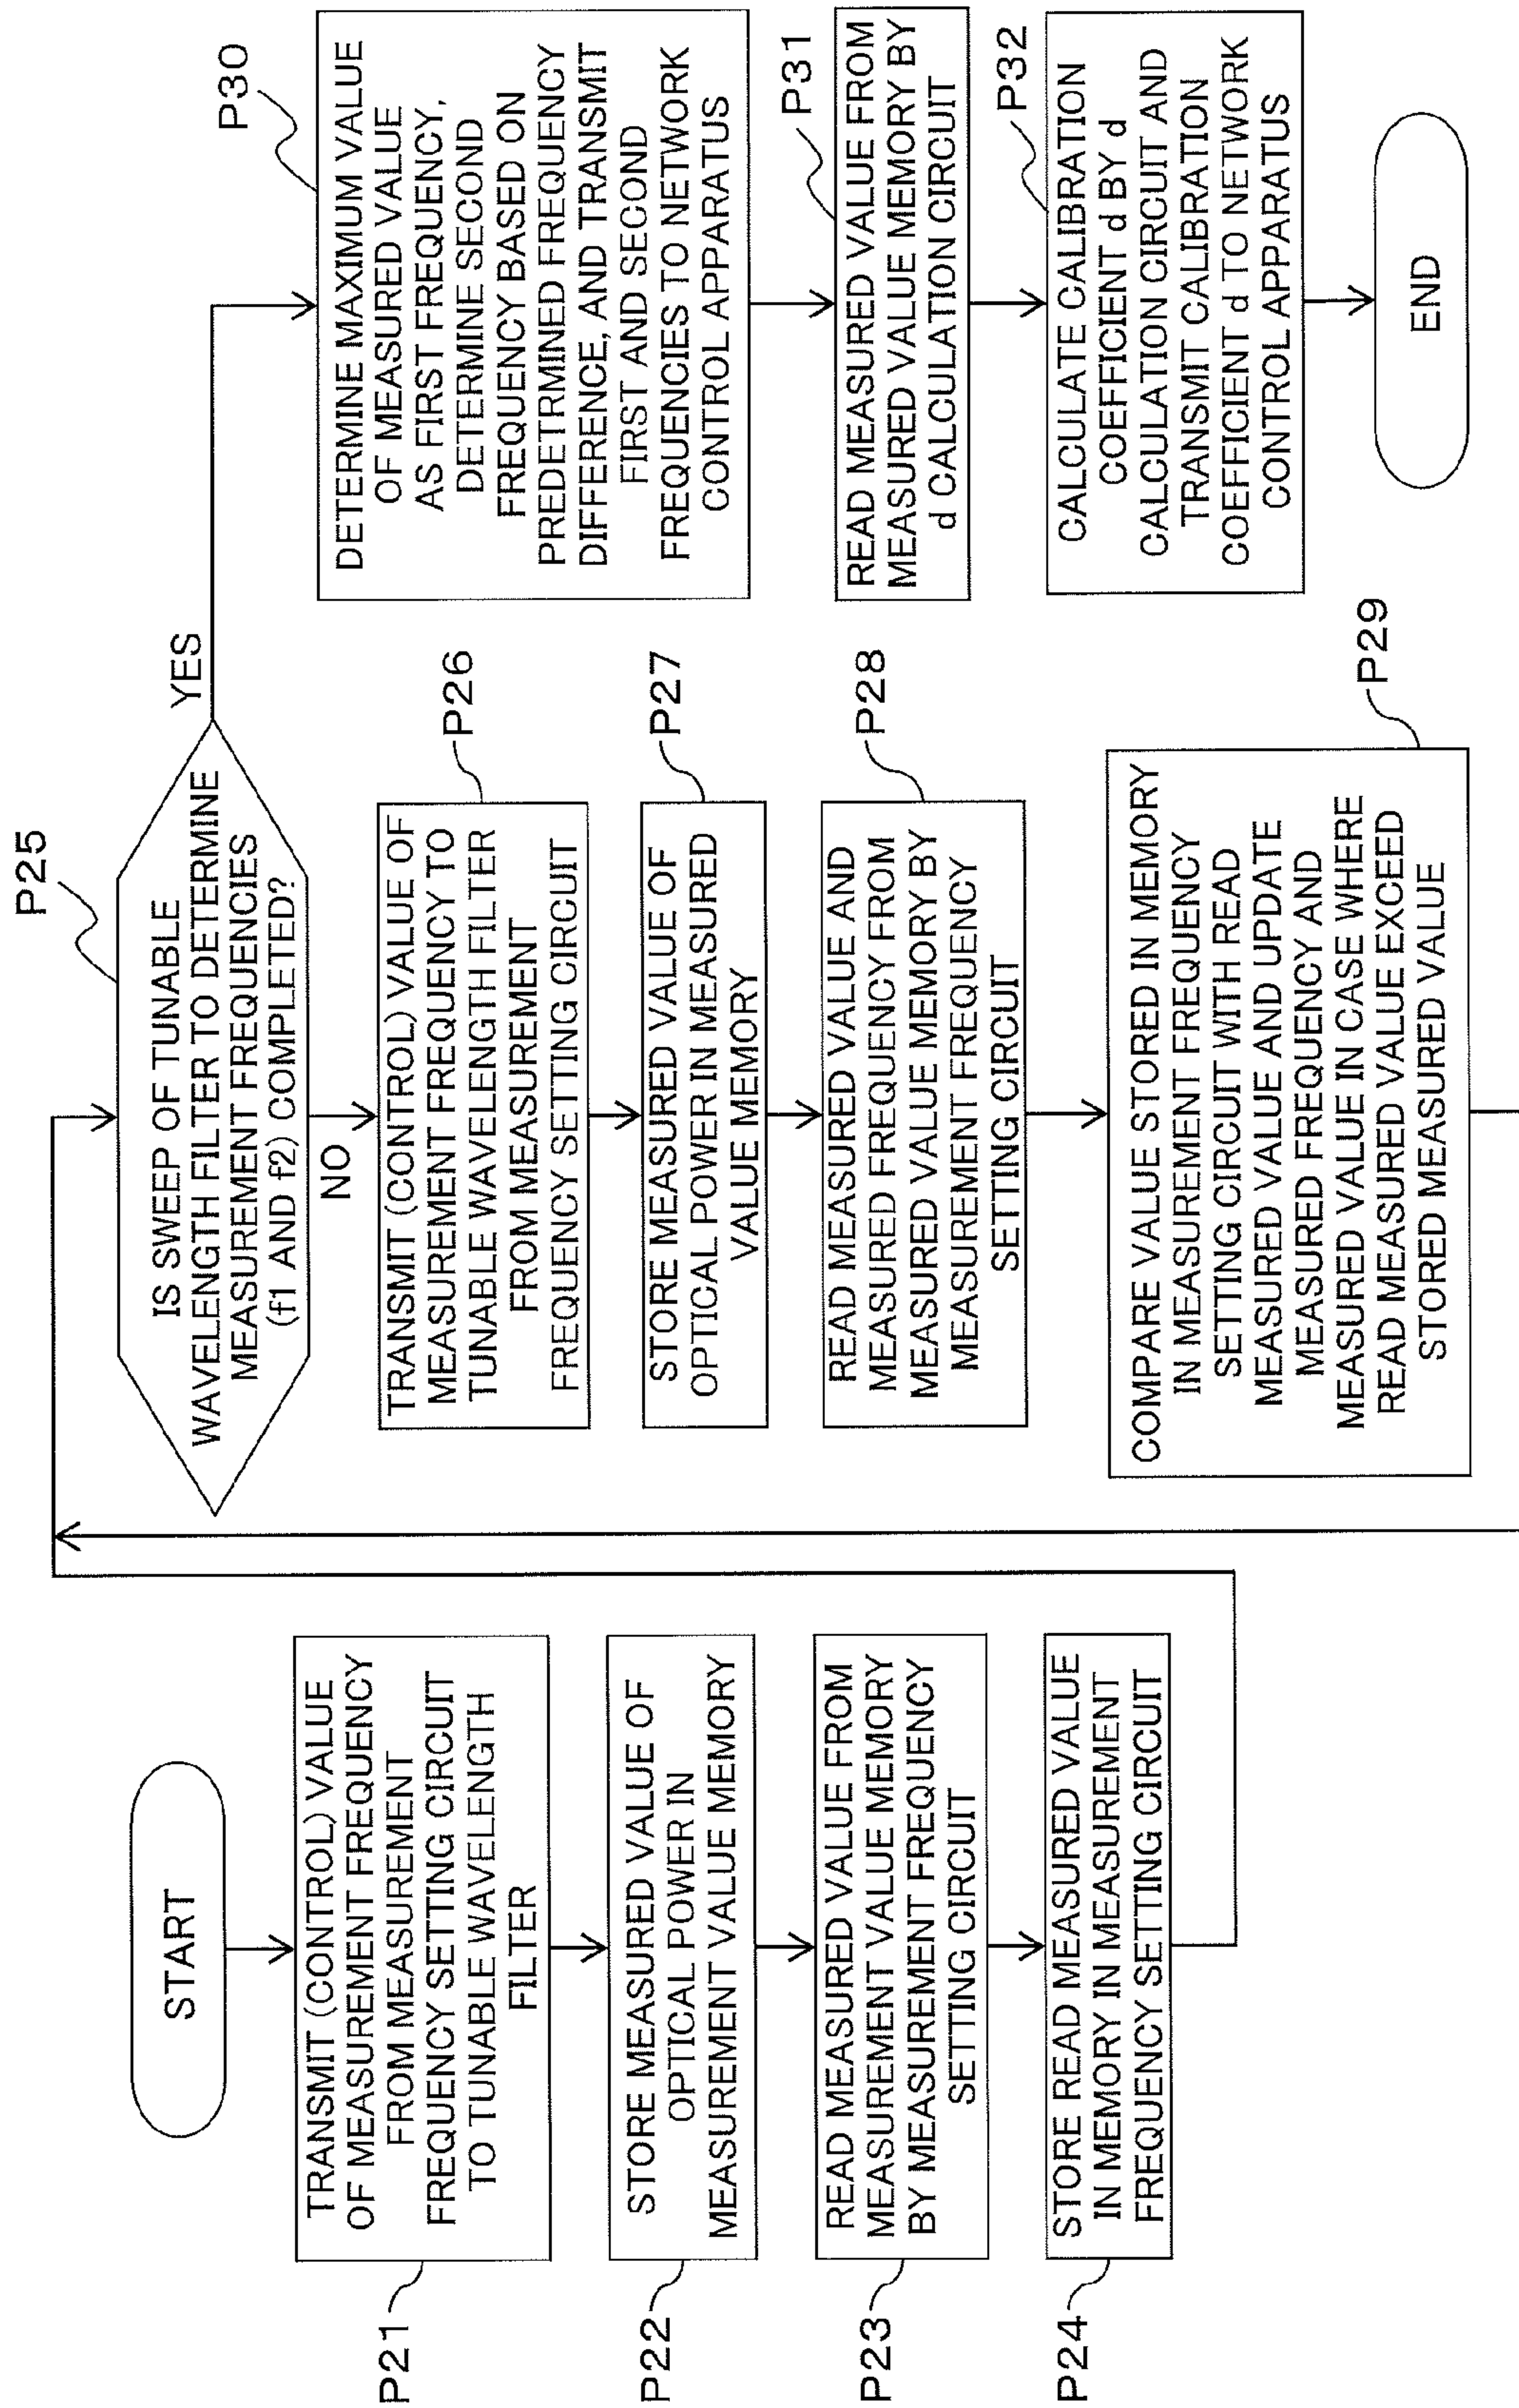 START
P21
TRANSMIT (CONTROL) VALUE
OF MEASUREMENT FREQUENCY
FROM MEASUREMENT
FREQUENCY SETTING CIRCUIT
TO TUNABLE WAVELENGTH
FILTER
P22
STORE MEASURED VALUE OF
OPTICAL POWER IN
MEASUREMENT VALUE MEMORY
P23
READ MEASURED VALUE FROM
MEASUREMENT VALUE MEMORY
BY MEASUREMENT FREQUENCY
SETTING CIRCUIT
P24
STORE READ MEASURED VALUE
IN MEMORY IN MEASUREMENT
FREQUENCY SETTING CIRCUIT
P25
IS SWEEP OF TUNABLE
WAVELENGTH FILTER TO DETERMINE
MEASUREMENT FREQUENCIES
(f1 AND f2) COMPLETED?
YES
NO
P26
TRANSMIT (CONTROL) VALUE OF
MEASUREMENT FREQUENCY TO
TUNABLE WAVELENGTH FILTER
FROM MEASUREMENT
FREQUENCY SETTING CIRCUIT
P27
STORE MEASURED VALUE OF
OPTICAL POWER IN MEASURED
VALUE MEMORY
P28
READ MEASURED VALUE AND
MEASURED FREQUENCY FROM
MEASURED VALUE MEMORY BY
MEASUREMENT FREQUENCY
SETTING CIRCUIT
P29
COMPARE VALUE STORED IN MEMORY
IN MEASUREMENT FREQUENCY
SETTING CIRCUIT WITH READ
MEASURED VALUE AND UPDATE
MEASURED FREQUENCY AND
MEASURED VALUE IN CASE WHERE
READ MEASURED VALUE EXCEED
STORED MEASURED VALUE
P30
DETERMINE MAXIMUM VALUE
OF MEASURED VALUE
AS FIRST FREQUENCY,
DETERMINE SECOND
FREQUENCY BASED ON
PREDETRMINED FREQUENCY
DIFFERENCE, AND TRANSMIT
FIRST AND SECOND
FREQUENCIES TO NETWORK
CONTROL APPARATUS
P31
READ MEASURED VALUE FROM
MEASURED VALUE MEMORY BY
d CALCULATION CIRCUIT
P32
CALCULATE CALIBRATION
COEFFICIENT d BY d
CALCULATION CIRCUIT AND
TRANSMIT CALIBRATION
COEFFICIENT d TO NETWORK
CONTROL APPARATUS
END